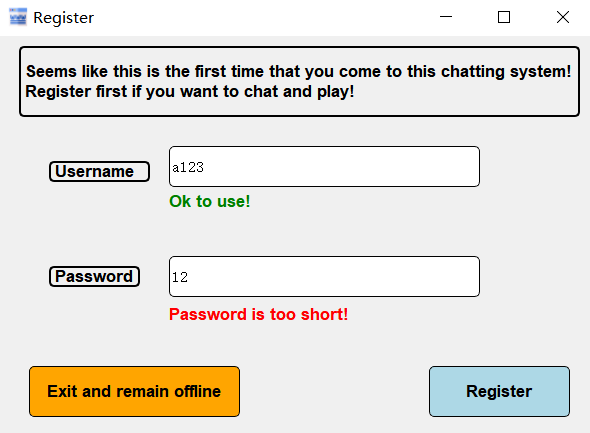 Register
Seems like this is the first time that you come to this chatting system!
Register first if you want to chat and play!
Username
a123
Ok to use!
Password
12
Password is too short!
Exit and remain offline
Register